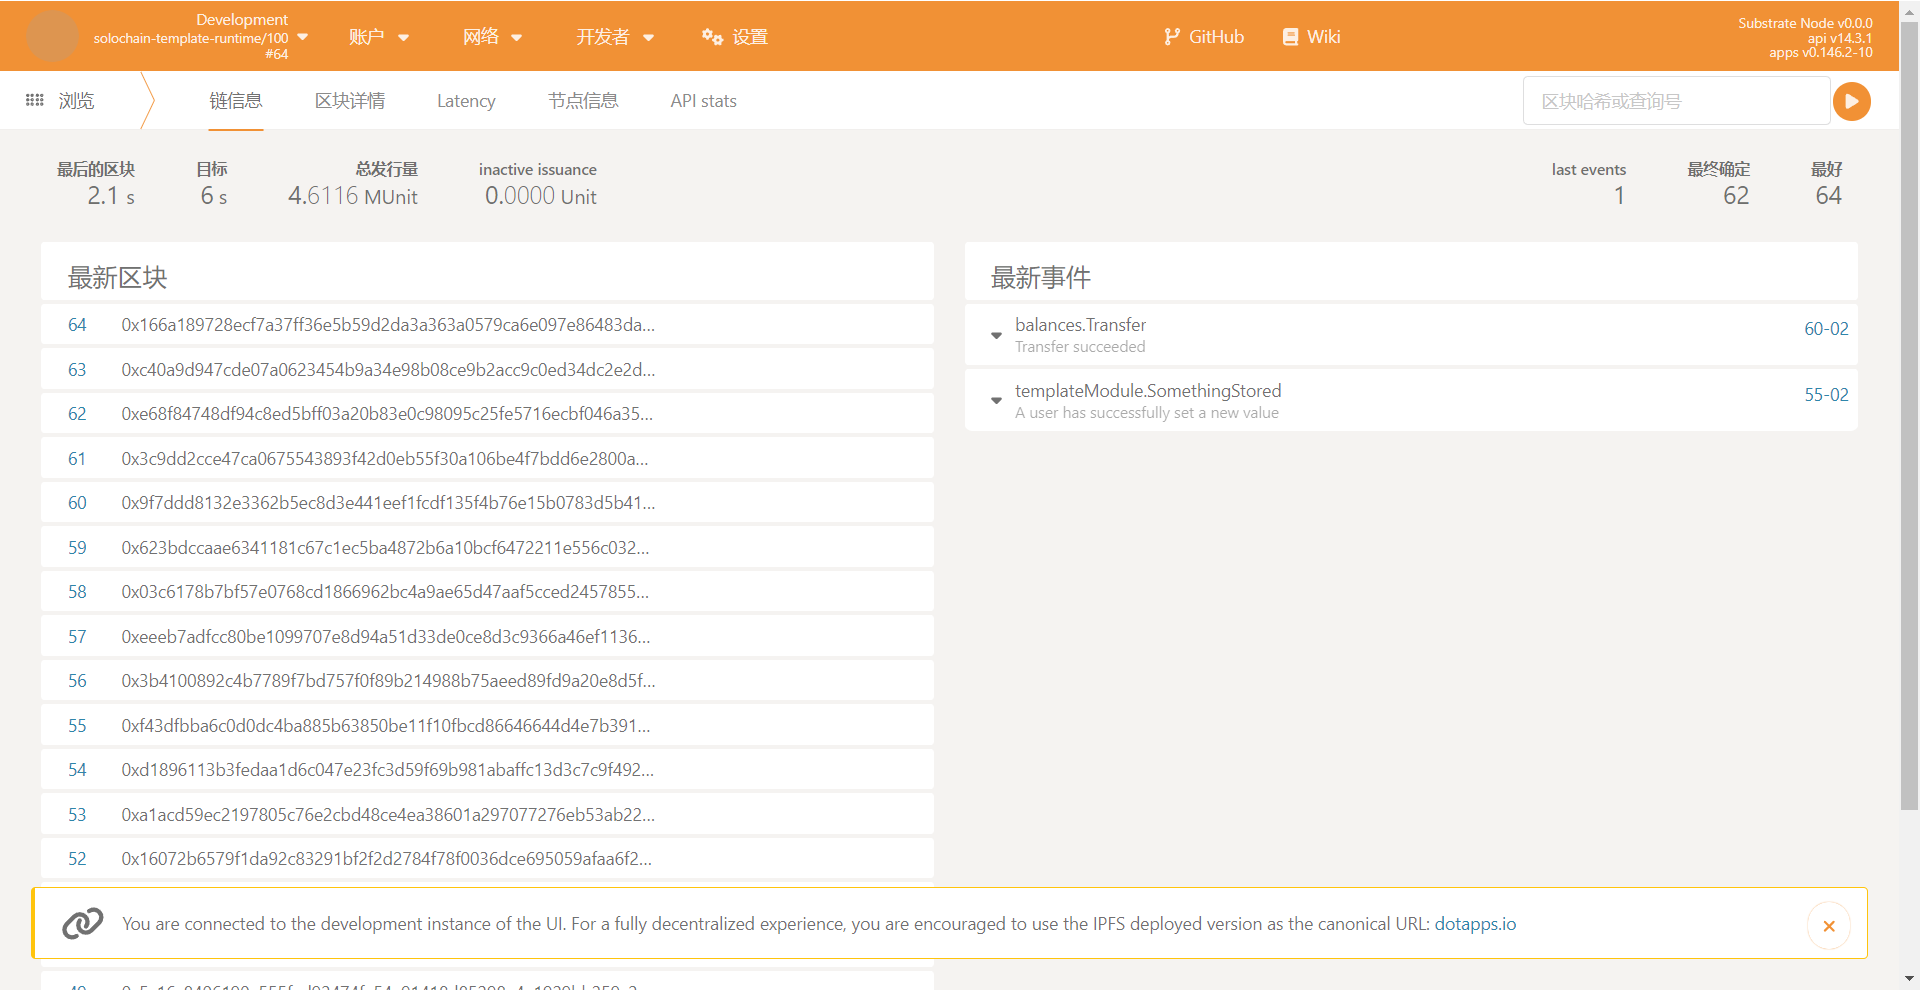 Development
solochain-template-runtime/100
#64
账户
网络
开发者
设置
GitHub
Wiki
Substrate Node v0.0.0
api v14.3.1
apps v0.146.2-10
浏览
链信息
区块详情
Latency
节点信息
API stats
区块哈希或查询号
最后的区块
2.1 s
目标
6 s
总发行量
4.6116 MUnit
inactive issuance
0.0000 Unit
last events
1
最终确定
62
最好
64
最新区块
64 0x166a189728ecf7a37ff36e5b59d2da3a363a0579ca6e097e86483da...
63 0xc40a9d947cde07a0623454b9a34e98b08ce9b2acc9c0ed34dc2e2d...
62 0xe68f84748df94c8ed5bff03a20b83e0c98095c25fe5716ecbf046a35...
61 0x3c9dd2cce47ca0675543893f42d0eb55f30a106be4f7bdd6e2800a...
60 0x9f7ddd8132e3362b5ec8d3e441eef1fcdf135f4b76e15b0783d5b41...
59 0x623bdccaae6341181c67c1ec5ba4872b6a10bcf6472211e556c032...
58 0x03c6178b7bf57e0768cd1866962bc4a9ae65d47aaf5cced2457855...
57 0xeeeb7adfcc80be1099707e8d94a51d33de0ce8d3c9366a46ef1136...
56 0x3b4100892c4b7789f7bd757f0f89b214988b75aeed89fd9a20e8d5f...
55 0xf43dfbba6c0d0dc4ba885b63850be11f10fbcd86646644d4e7b391...
54 0xd1896113b3fedaa1d6c047e23fc3d59f69b981abaffc13d3c7c9f492...
53 0xa1acd59ec2197805c76e2cbd48ce4ea38601a297077276eb53ab22...
52 0x16072b6579f1da92c83291bf2f2d2784f78f0036dce695059afaa6f2...
最新事件
balances.Transfer
Transfer succeeded
60-02
templateModule.SomethingStored
A user has successfully set a new value
55-02
You are connected to the development instance of the UI. For a fully decentralized experience, you are encouraged to use the IPFS deployed version as the canonical URL: dotapps.io